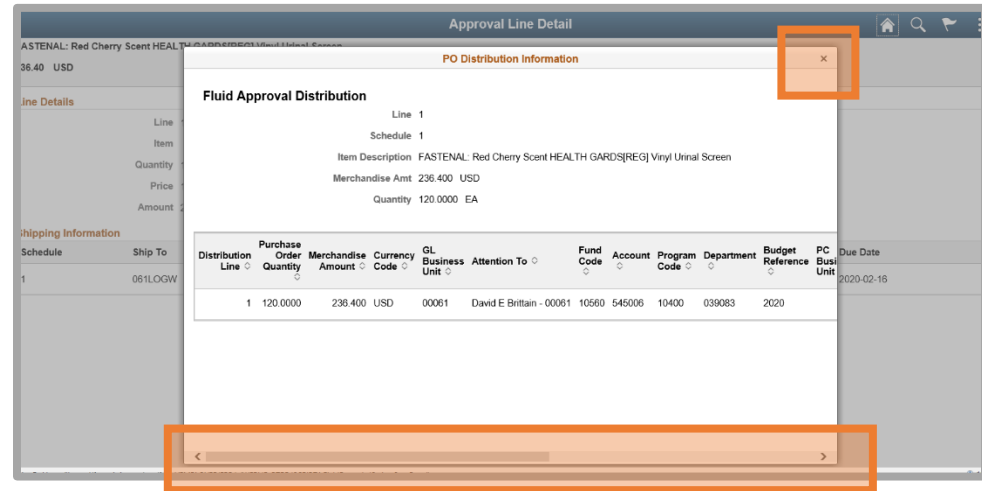 Approval Line Detail
ASTENAL: Red Cherry Scent HEALTH GARDS[REG] Vinyl Urinal Screen
36.40 USD
PO Distribution Information
×
Line Details
Line
Item
Quantity
Price
Amount
Shipping Information
Schedule Ship To Due Date
1 061LOGW 2020-02-16
Fluid Approval Distribution
Line 1
Schedule 1
Item Description FASTENAL: Red Cherry Scent HEALTH GARDS[REG] Vinyl Urinal Screen
Merchandise Amt 236.400 USD
Quantity 120.0000 EA
Distribution Line Purchase Order Quantity Merchandise Amount Currency Code GL Business Unit Attention To Fund Code Account Program Code Department Budget Reference PC Busi Unit
1 120.0000 236.400 USD 00061 David E Brittain - 00061 10560 545006 10400 039083 2020